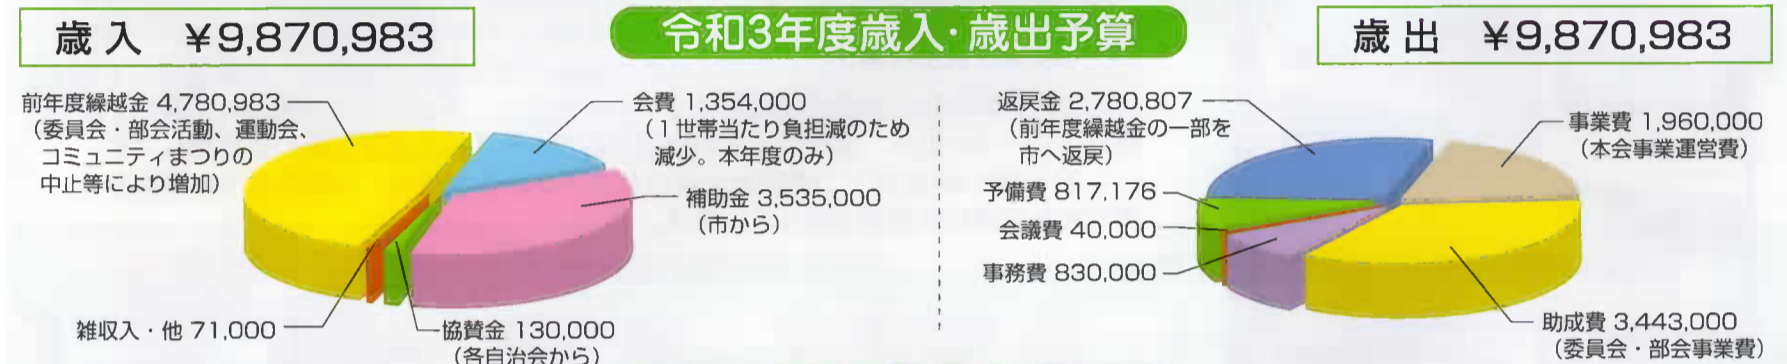 令和3年度歳入・歳出予算
歳入 ¥9,870,983
前年度繰越金 4,780,983
（委員会・部会活動、運動会、
コミュニティまつりの
中止等により増加）
会費 1,354,000
（1世帯当たり負担減のため
減少。本年度のみ）
補助金 3,535,000
（市から）
協賛金 130,000
（各自治会から）
雑収入・他 71,000
歳出 ¥9,870,983
返戻金 2,780,807
（前年度繰越金の一部を
市へ返戻）
予備費 817,176
会議費 40,000
事務費 830,000
事業費 1,960,000
（本会事業運営費）
助成費 3,443,000
（委員会・部会事業費）